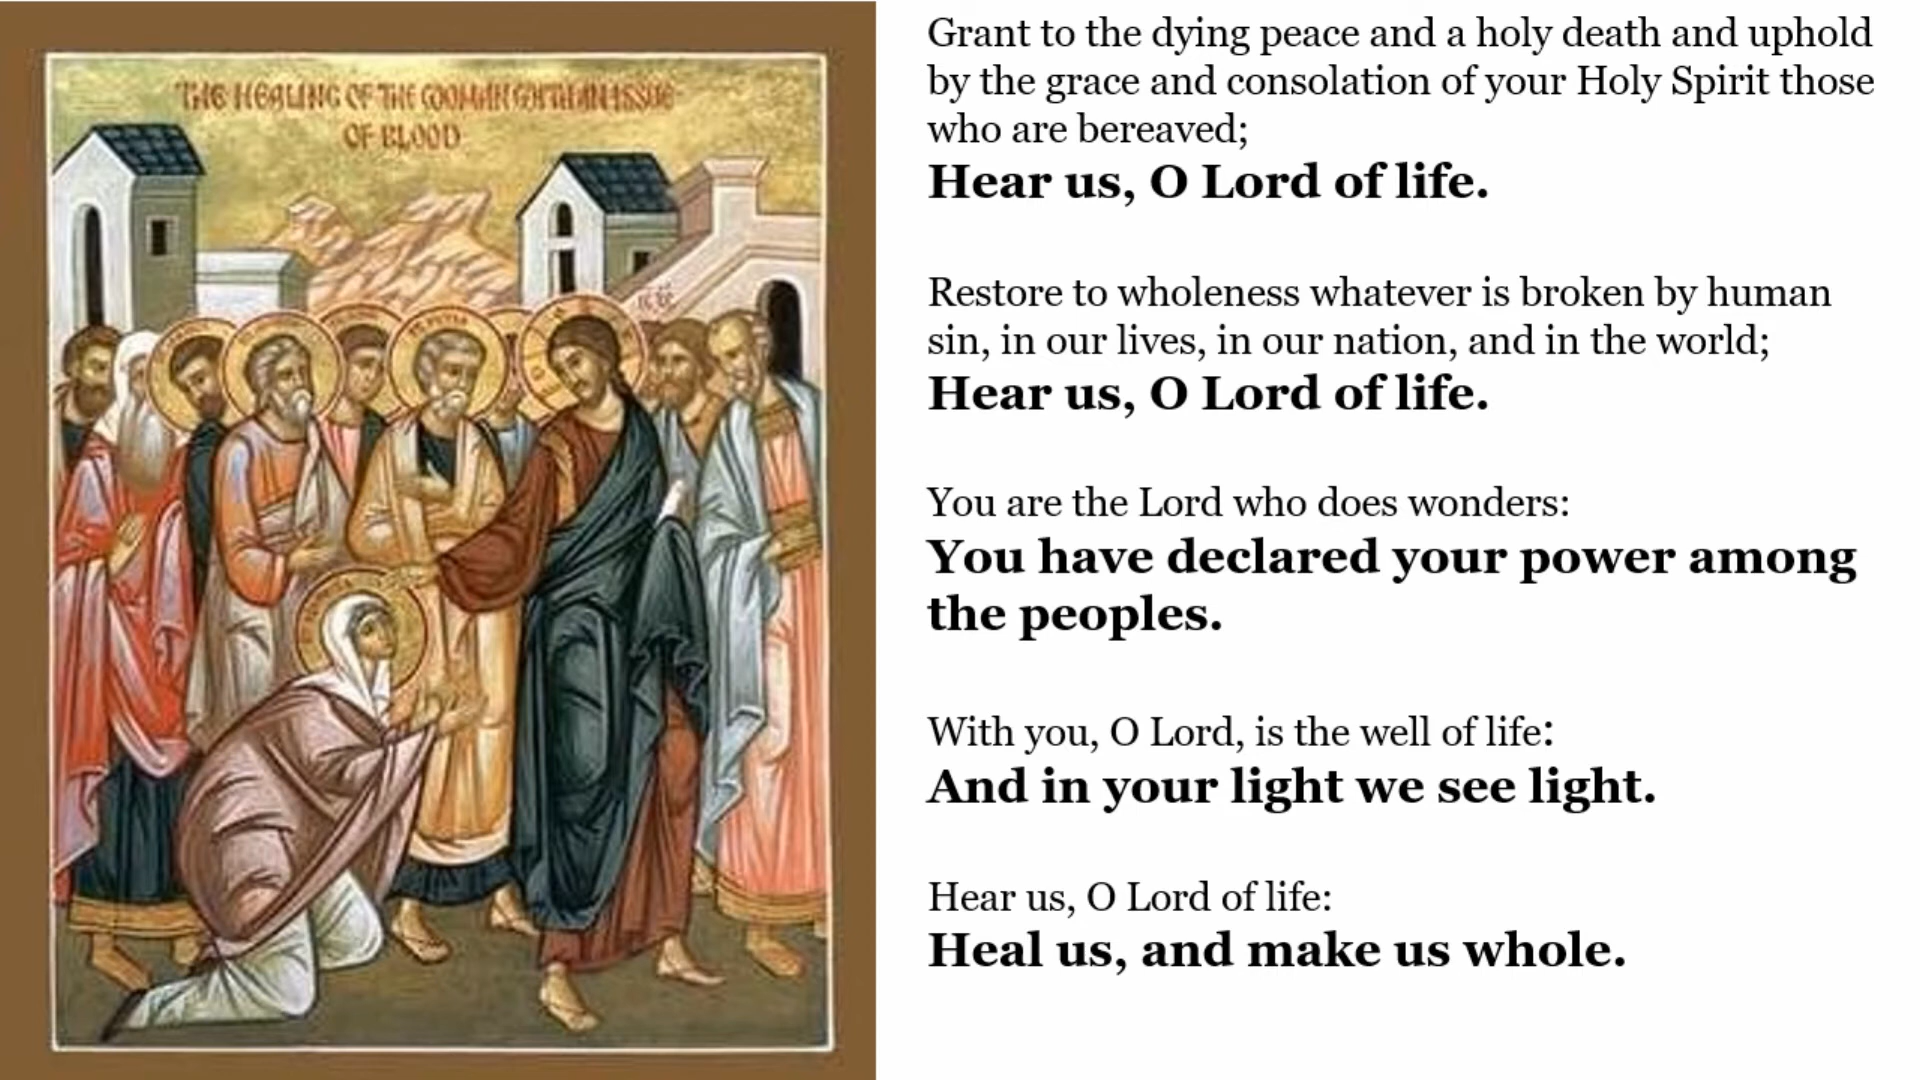 THE HEALING OF THE WOMAN WITH AN ISSUE
OF BLOOD
Grant to the dying peace and a holy death and uphold
by the grace and consolation of your Holy Spirit those
who are bereaved;
Hear us, O Lord of life.
Restore to wholeness whatever is broken by human
sin, in our lives, in our nation, and in the world;
Hear us, O Lord of life.
You are the Lord who does wonders:
You have declared your power among
the peoples.
With you, O Lord, is the well of life:
And in your light we see light.
Hear us, O Lord of life:
Heal us, and make us whole.